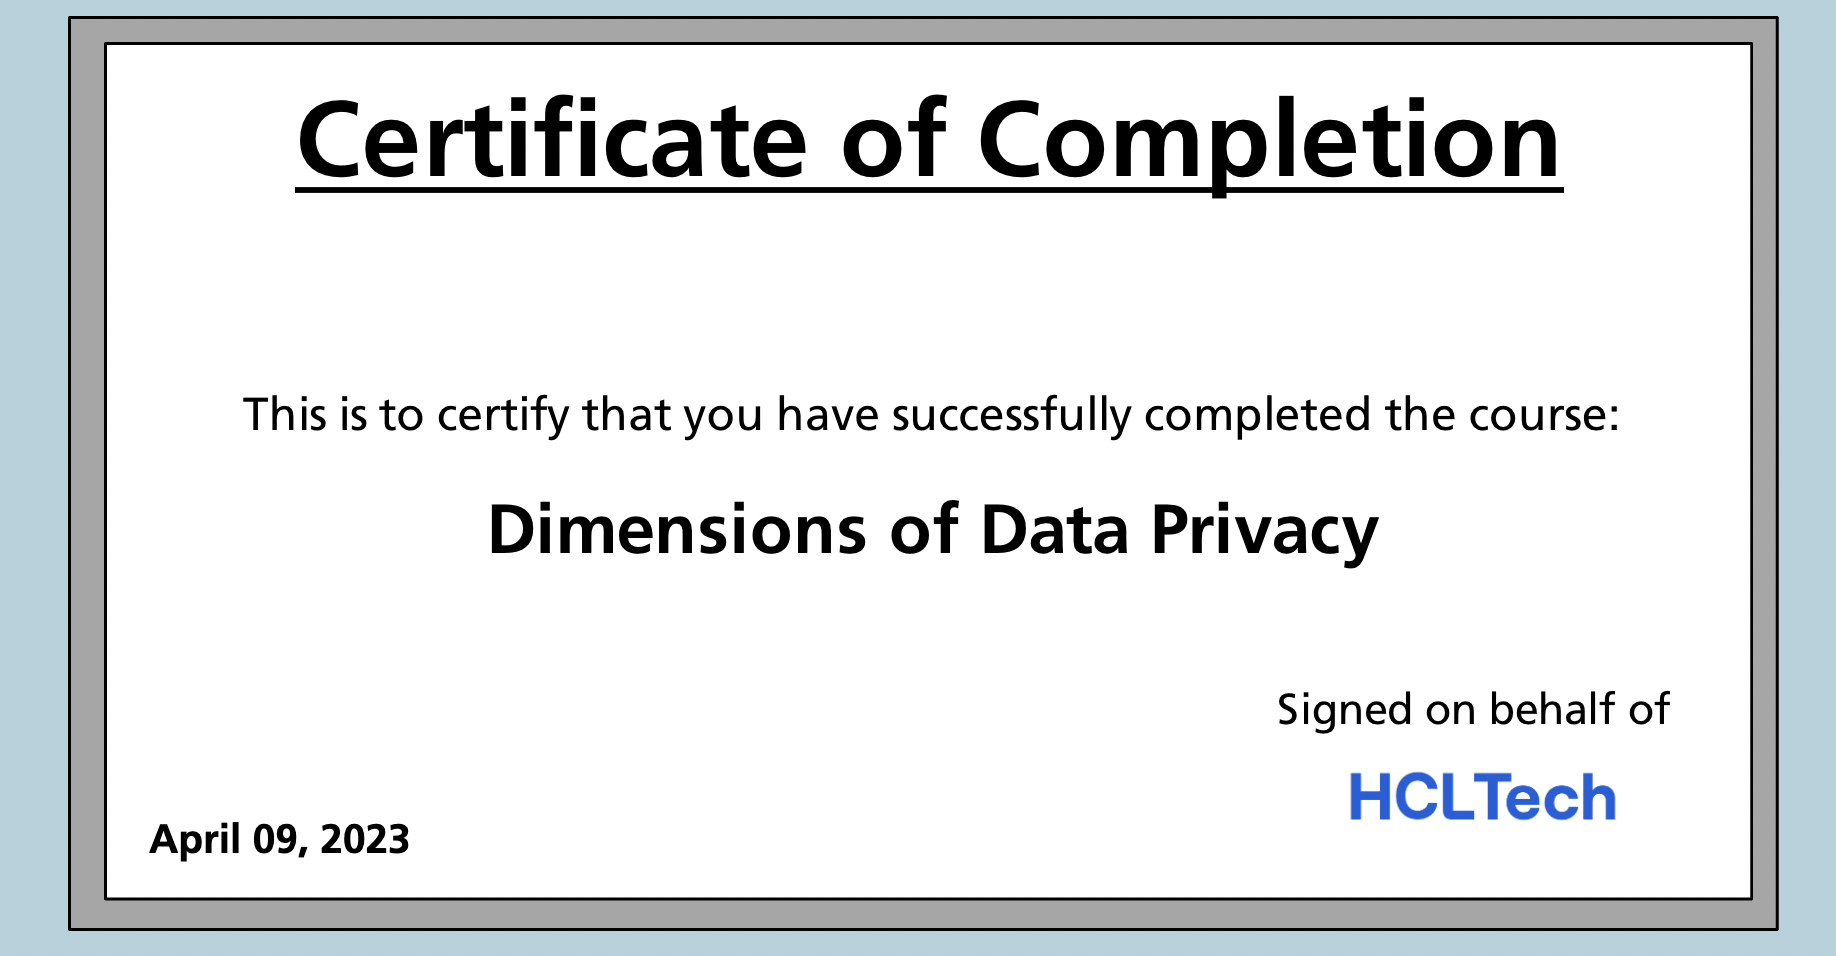 Certificate of Completion
This is to certify that you have successfully completed the course:
Dimensions of Data Privacy
Signed on behalf of
HCLTech
April 09, 2023